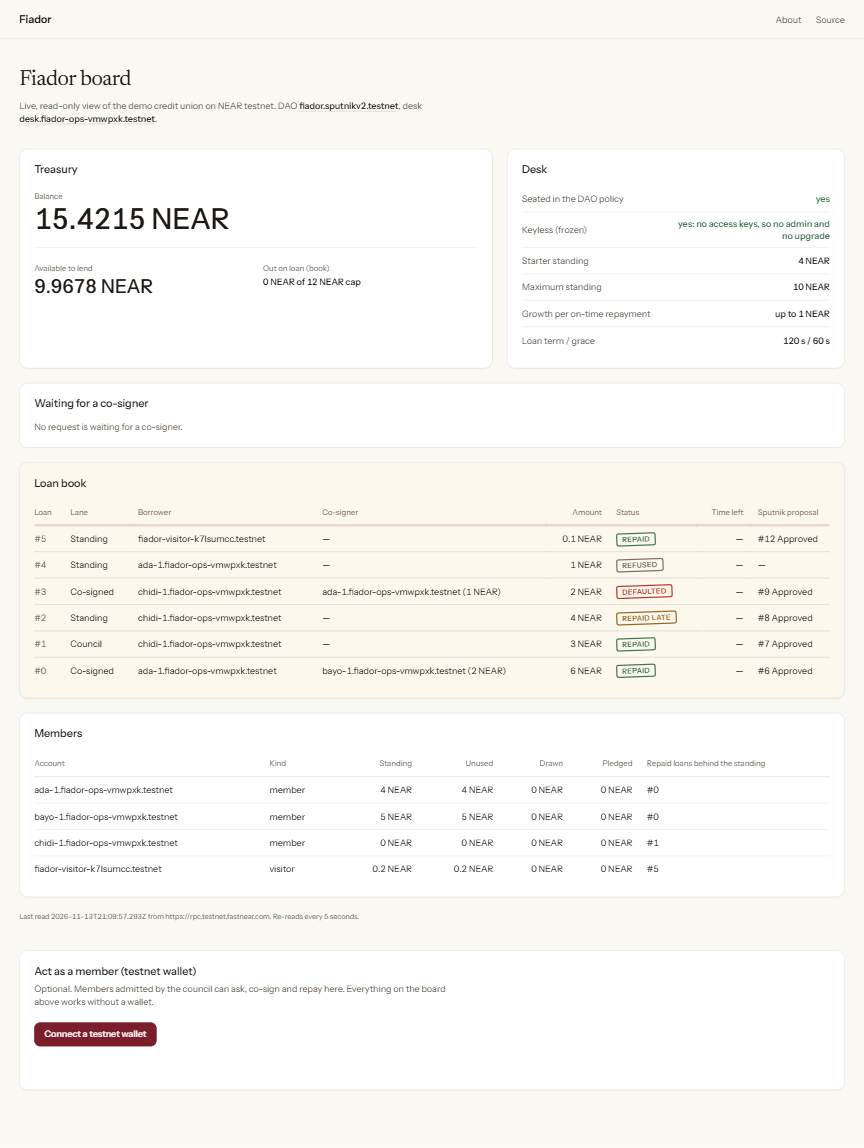 Fiador
About Source
Fiador board
Live, read-only view of the demo credit union on NEAR testnet. DAO fiador.sputnikv2.testnet, desk
desk.fiador-ops-vmwpxk.testnet.
Treasury
Balance
15.4215 NEAR
Available to lend
9.9678 NEAR
Out on loan (book)
0 NEAR of 12 NEAR cap
Desk
Seated in the DAO policy yes
Keyless (frozen) yes: no access keys, so no admin and
no upgrade
Starter standing 4 NEAR
Maximum standing 10 NEAR
Growth per on-time repayment up to 1 NEAR
Loan term / grace 120 s / 60 s
Waiting for a co-signer
No request is waiting for a co-signer.
Loan book
Loan Lane Borrower Co-signer Amount Status Time left Sputnik proposal
#5 Standing fiador-visitor-k7lsumcc.testnet — 0.1 NEAR REPAID — #12 Approved
#4 Standing ada-1.fiador-ops-vmwpxk.testnet — 1 NEAR REFUSED — —
#3 Co-signed chidi-1.fiador-ops-vmwpxk.testnet ada-1.fiador-ops-vmwpxk.testnet (1 NEAR) 2 NEAR DEFAULTED — #9 Approved
#2 Standing chidi-1.fiador-ops-vmwpxk.testnet — 4 NEAR REPAID LATE — #8 Approved
#1 Council chidi-1.fiador-ops-vmwpxk.testnet — 3 NEAR REPAID — #7 Approved
#0 Co-signed ada-1.fiador-ops-vmwpxk.testnet bayo-1.fiador-ops-vmwpxk.testnet (2 NEAR) 6 NEAR REPAID — #6 Approved
Members
Account Kind Standing Unused Drawn Pledged Repaid loans behind the standing
ada-1.fiador-ops-vmwpxk.testnet member 4 NEAR 4 NEAR 0 NEAR 0 NEAR #0
bayo-1.fiador-ops-vmwpxk.testnet member 5 NEAR 5 NEAR 0 NEAR 0 NEAR #0
chidi-1.fiador-ops-vmwpxk.testnet member 0 NEAR 0 NEAR 0 NEAR 0 NEAR #1
fiador-visitor-k7lsumcc.testnet visitor 0.2 NEAR 0.2 NEAR 0 NEAR 0 NEAR #5
Last read 2026-11-13T21:09:57.293Z from https://rpc.testnet.fastnear.com. Re-reads every 5 seconds.
Act as a member (testnet wallet)
Optional. Members admitted by the council can ask, co-sign and repay here. Everything on the board
above works without a wallet.
Connect a testnet wallet